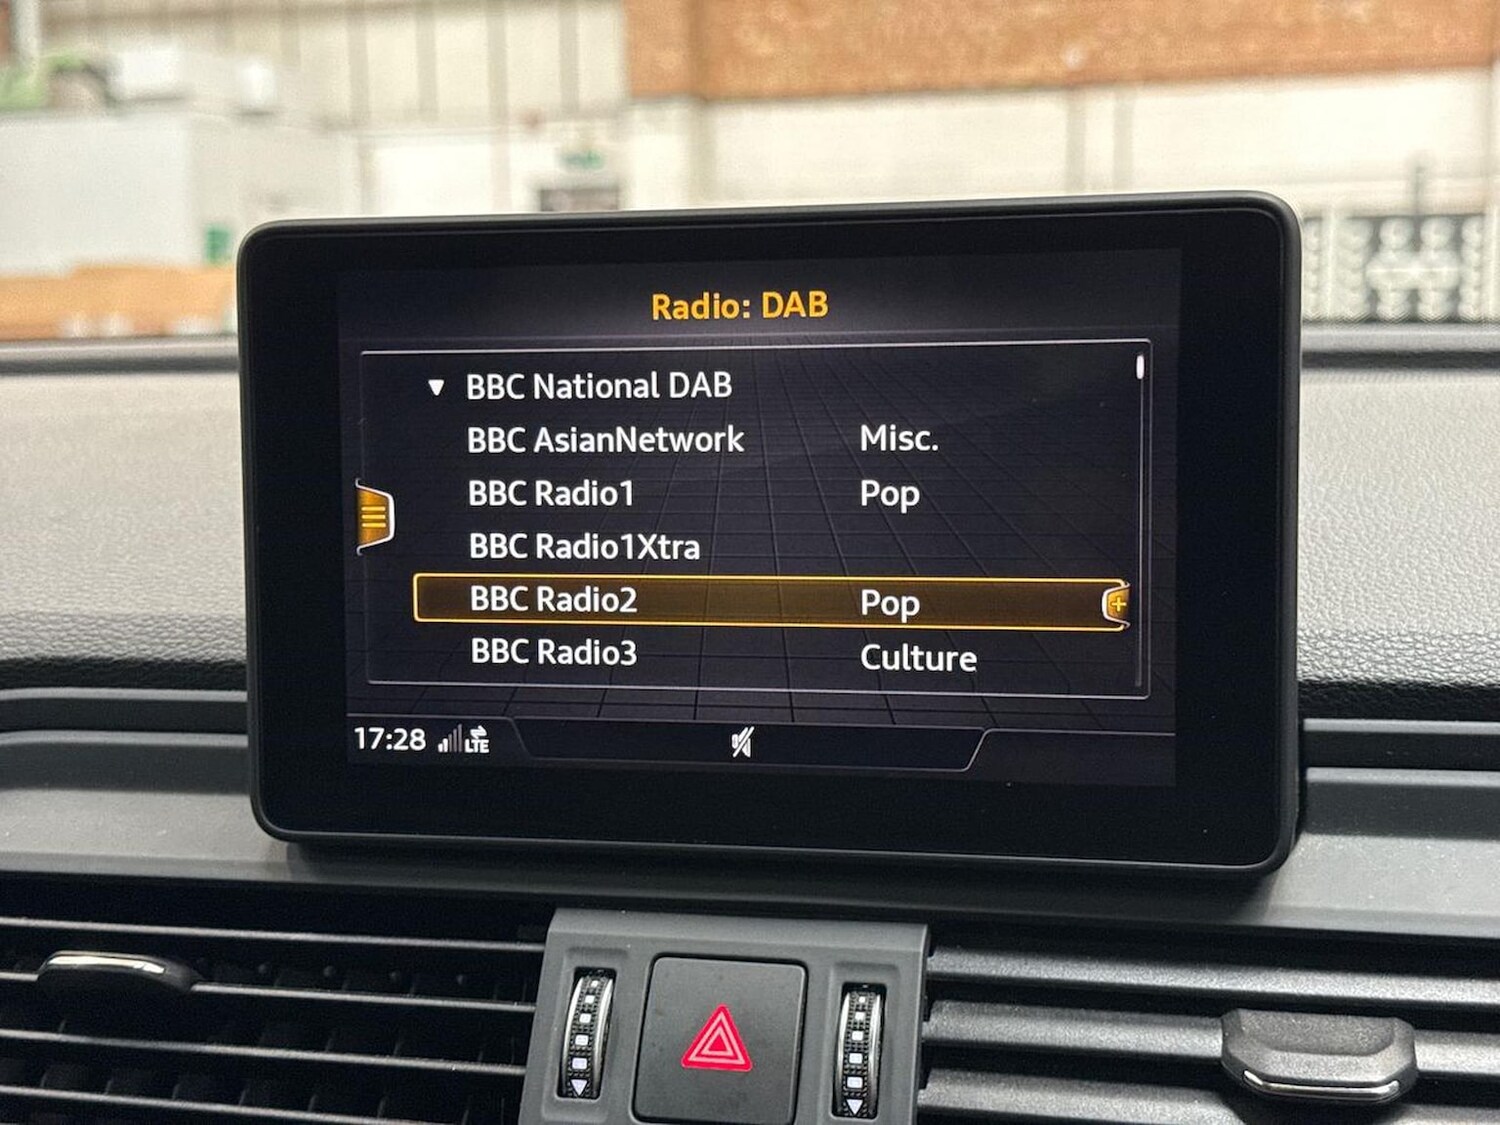 Radio: DAB
BBC National DAB
BBC AsianNetwork Misc.
BBC Radio1 Pop
BBC Radio1Xtra
BBC Radio2 Pop
BBC Radio3 Culture
17:28 LTE